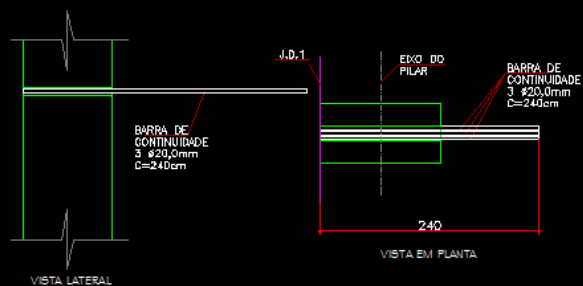 J.D.1
EIXO DO
PILAR
BARRA DE
CONTINUIDADE
3 ø20,0mm
C=240cm
BARRA DE
CONTINUIDADE
3 ø20,0mm
C=240cm
240
VISTA EM PLANTA
VISTA LATERAL